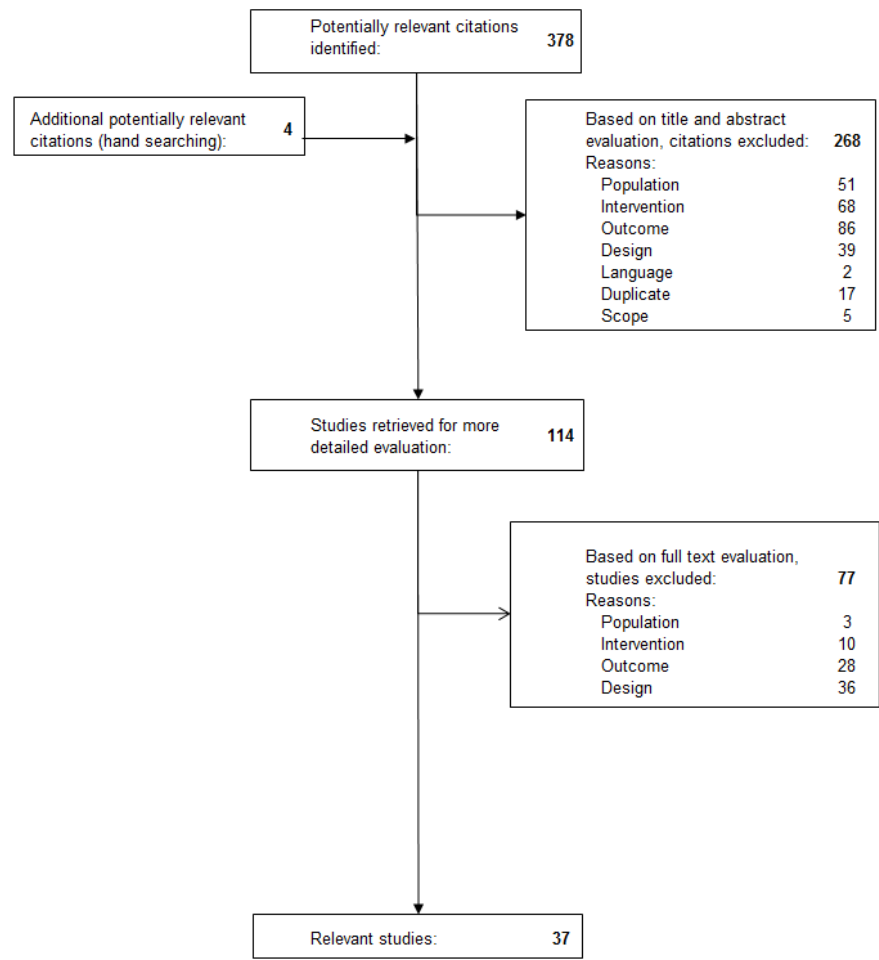 Potentially relevant citations
identified: 378
Additional potentially relevant
citations (hand searching): 4
Based on title and abstract
evaluation, citations excluded: 268
Reasons:
Population 51
Intervention 68
Outcome 86
Design 39
Language 2
Duplicate 17
Scope 5
Studies retrieved for more
detailed evaluation: 114
Based on full text evaluation,
studies excluded: 77
Reasons:
Population 3
Intervention 10
Outcome 28
Design 36
Relevant studies: 37